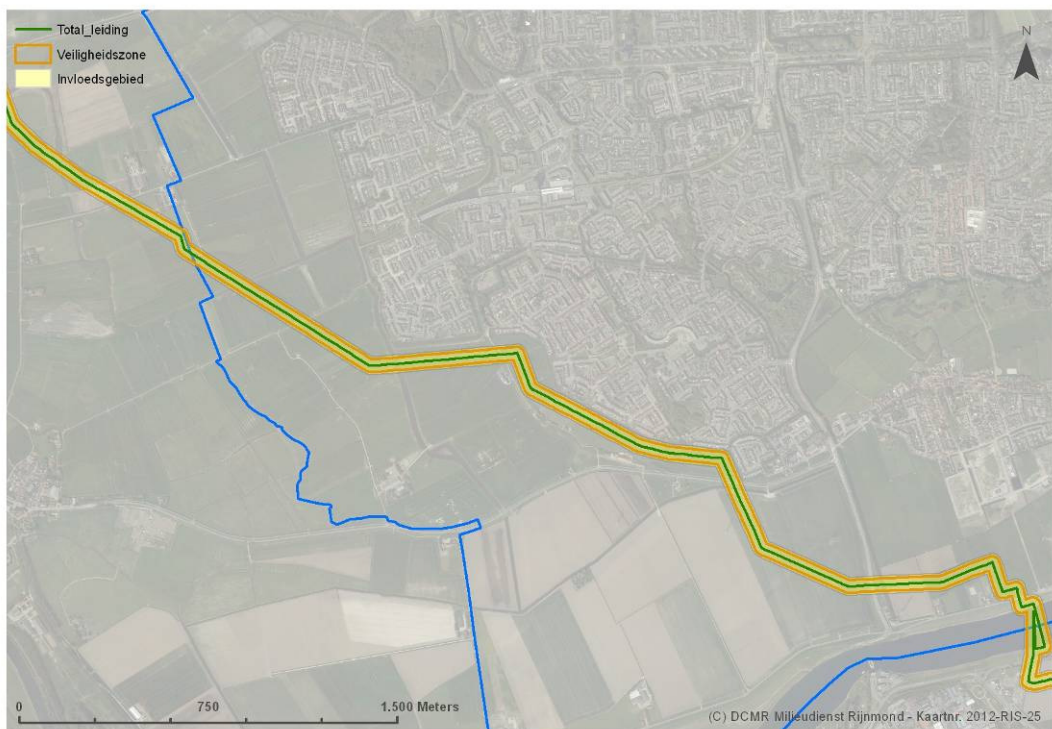 Total_leiding
Veiligheidszone
Invloedsgebied
N
0 750 1.500 Meters
(C) DCMR Milieudienst Rijnmond - Kaartnr. 2012-RIS-25